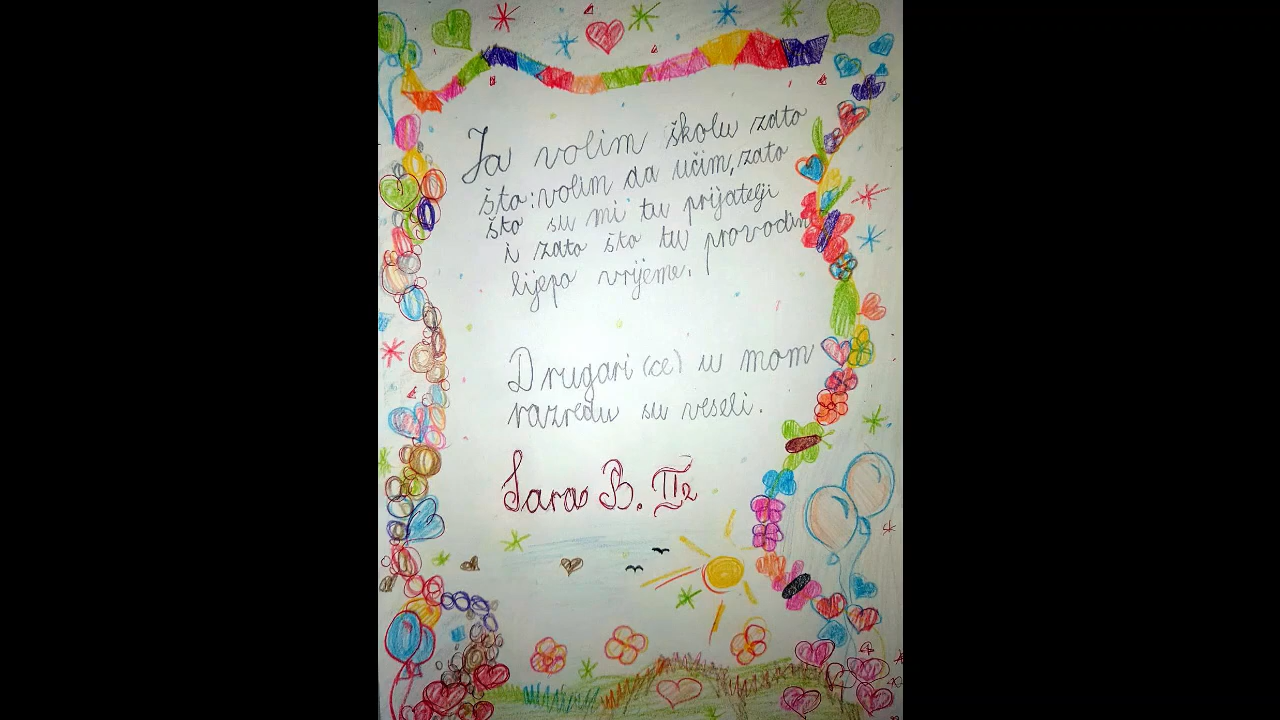 Ja volim školu zato
što: volim da učim, zato
što su mi tu prijatelji
i zato što tu provodim
lijepo vrijeme.
Drugari(ce) u mom
razredu su veseli.
Sara B. II2